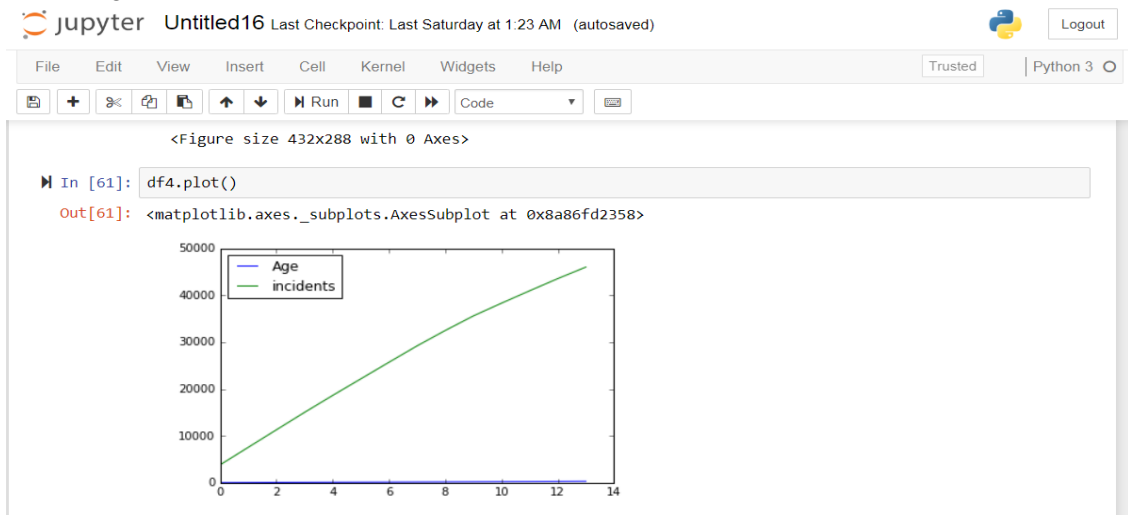 jupyter Untitled16 Last Checkpoint: Last Saturday at 1:23 AM (autosaved)
Logout
File Edit View Insert Cell Kernel Widgets Help
Trusted Python 3
Run Code
<Figure size 432x288 with 0 Axes>
In [61]: df4.plot()
Out[61]: <matplotlib.axes._subplots.AxesSubplot at 0x8a86fd2358>
50000
Age
incidents
40000
30000
20000
10000
0
0 2 4 6 8 10 12 14